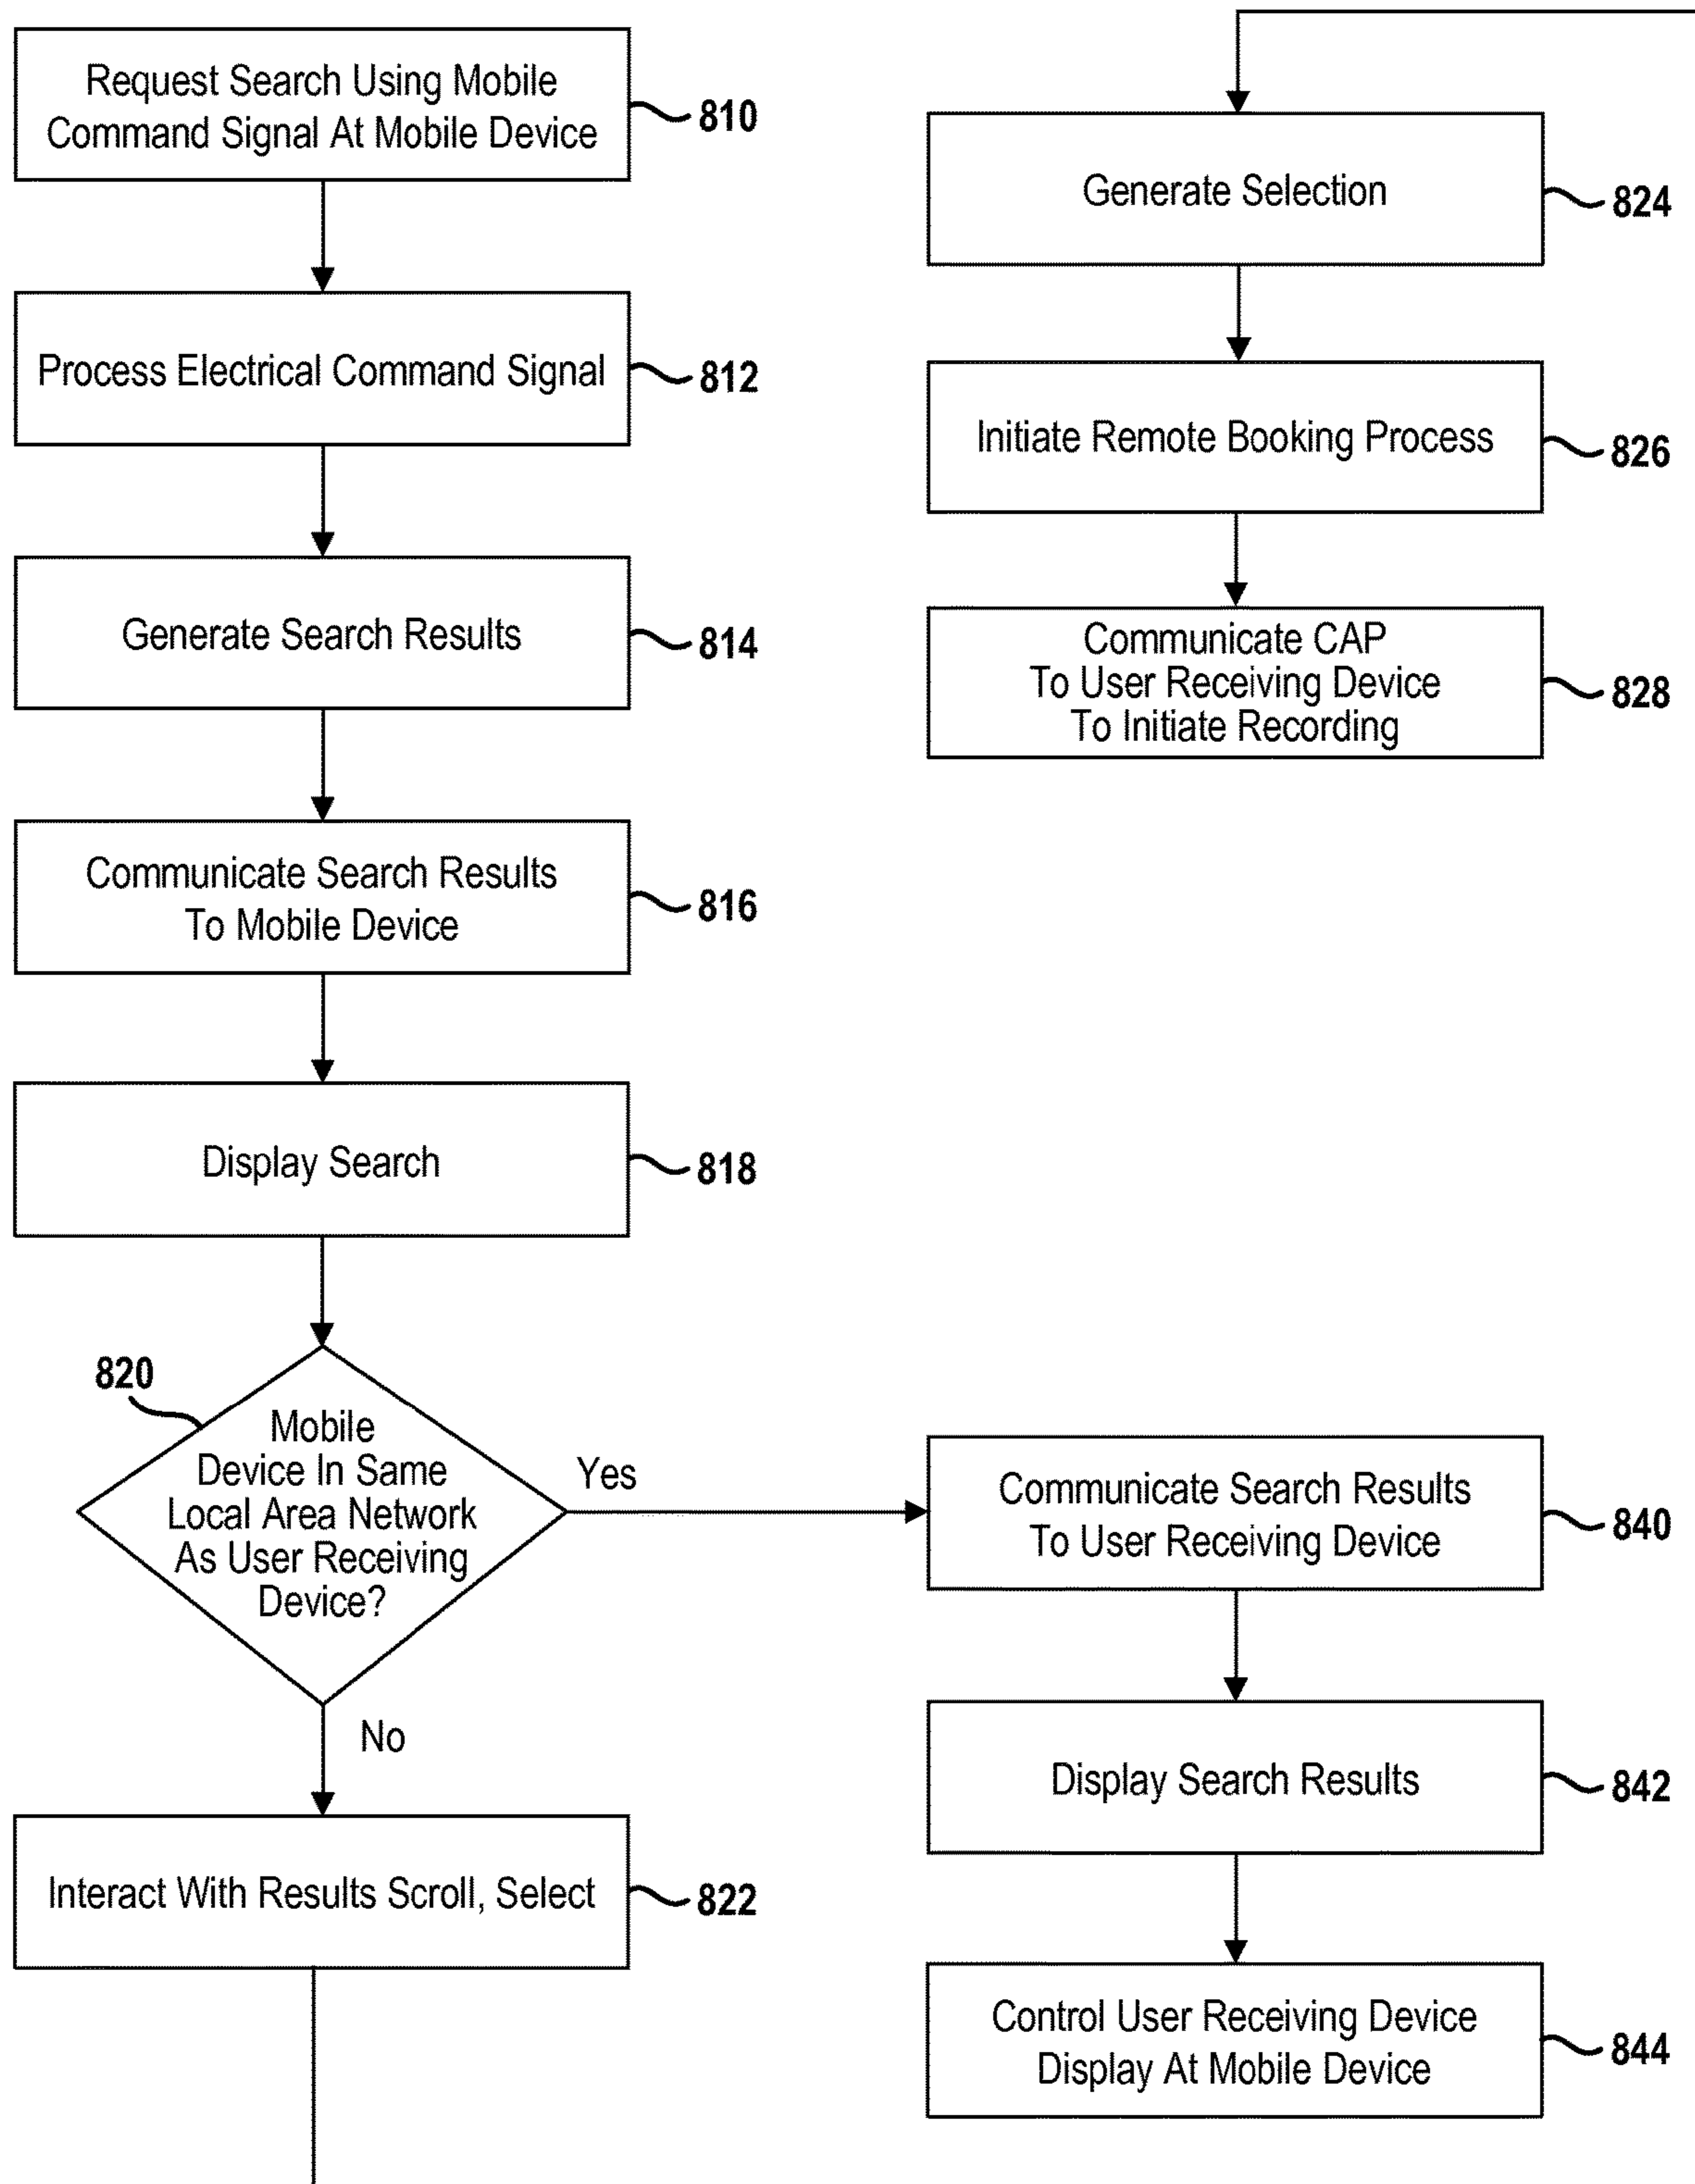 Request Search Using Mobile
Command Signal At Mobile Device
810
Process Electrical Command Signal
812
Generate Search Results
814
Communicate Search Results
To Mobile Device
816
Display Search
818
820
Mobile
Device In Same
Local Area Network
As User Receiving
Device?
Yes
No
Interact With Results Scroll, Select
822
Generate Selection
824
Initiate Remote Booking Process
826
Communicate CAP
To User Receiving Device
To Initiate Recording
828
Communicate Search Results
To User Receiving Device
840
Display Search Results
842
Control User Receiving Device
Display At Mobile Device
844